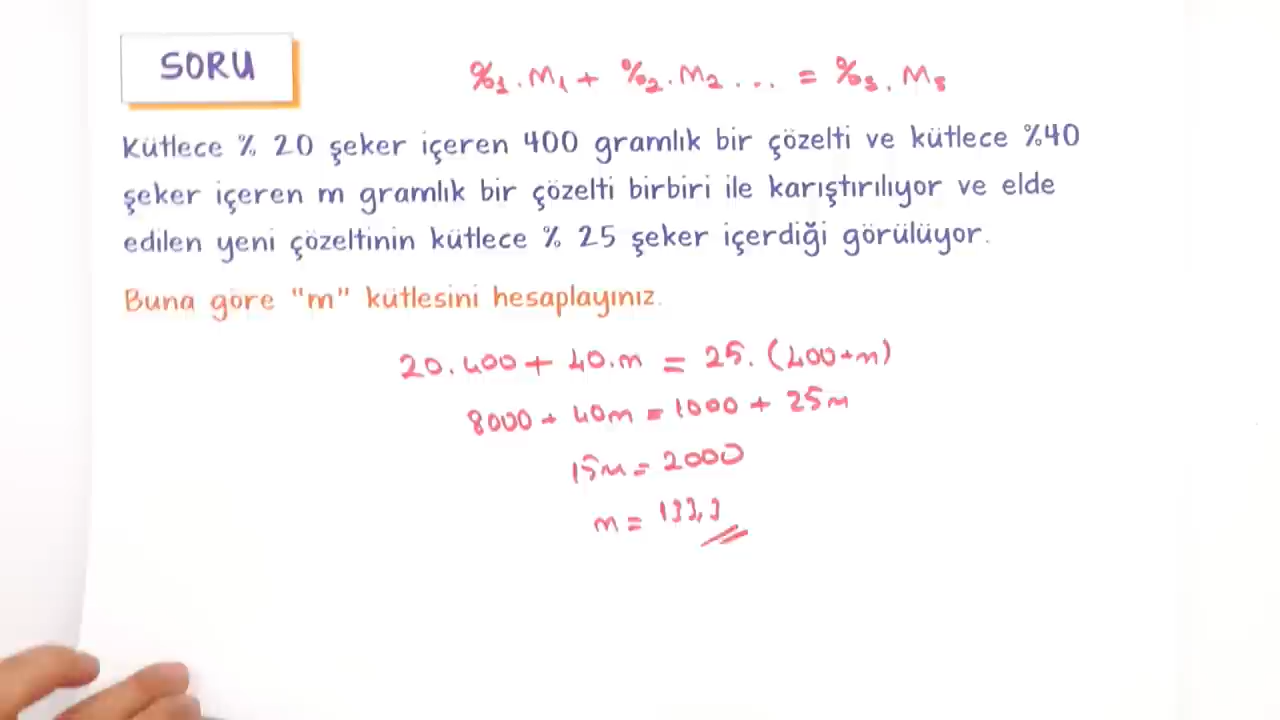 SORU
%₁.M₁ + %₂.M₂ ... = %₃.M₃
Kütlece % 20 şeker içeren 400 gramlık bir çözelti ve kütlece %40
şeker içeren m gramlık bir çözelti birbiri ile karıştırılıyor ve elde
edilen yeni çözeltinin kütlece % 25 şeker içerdiği görülüyor.
Buna göre "m" kütlesini hesaplayınız.
20.400 + 40.m = 25.(400+m)
8000 + 40m = 1000 + 25m
15m = 2000
m = 133,3